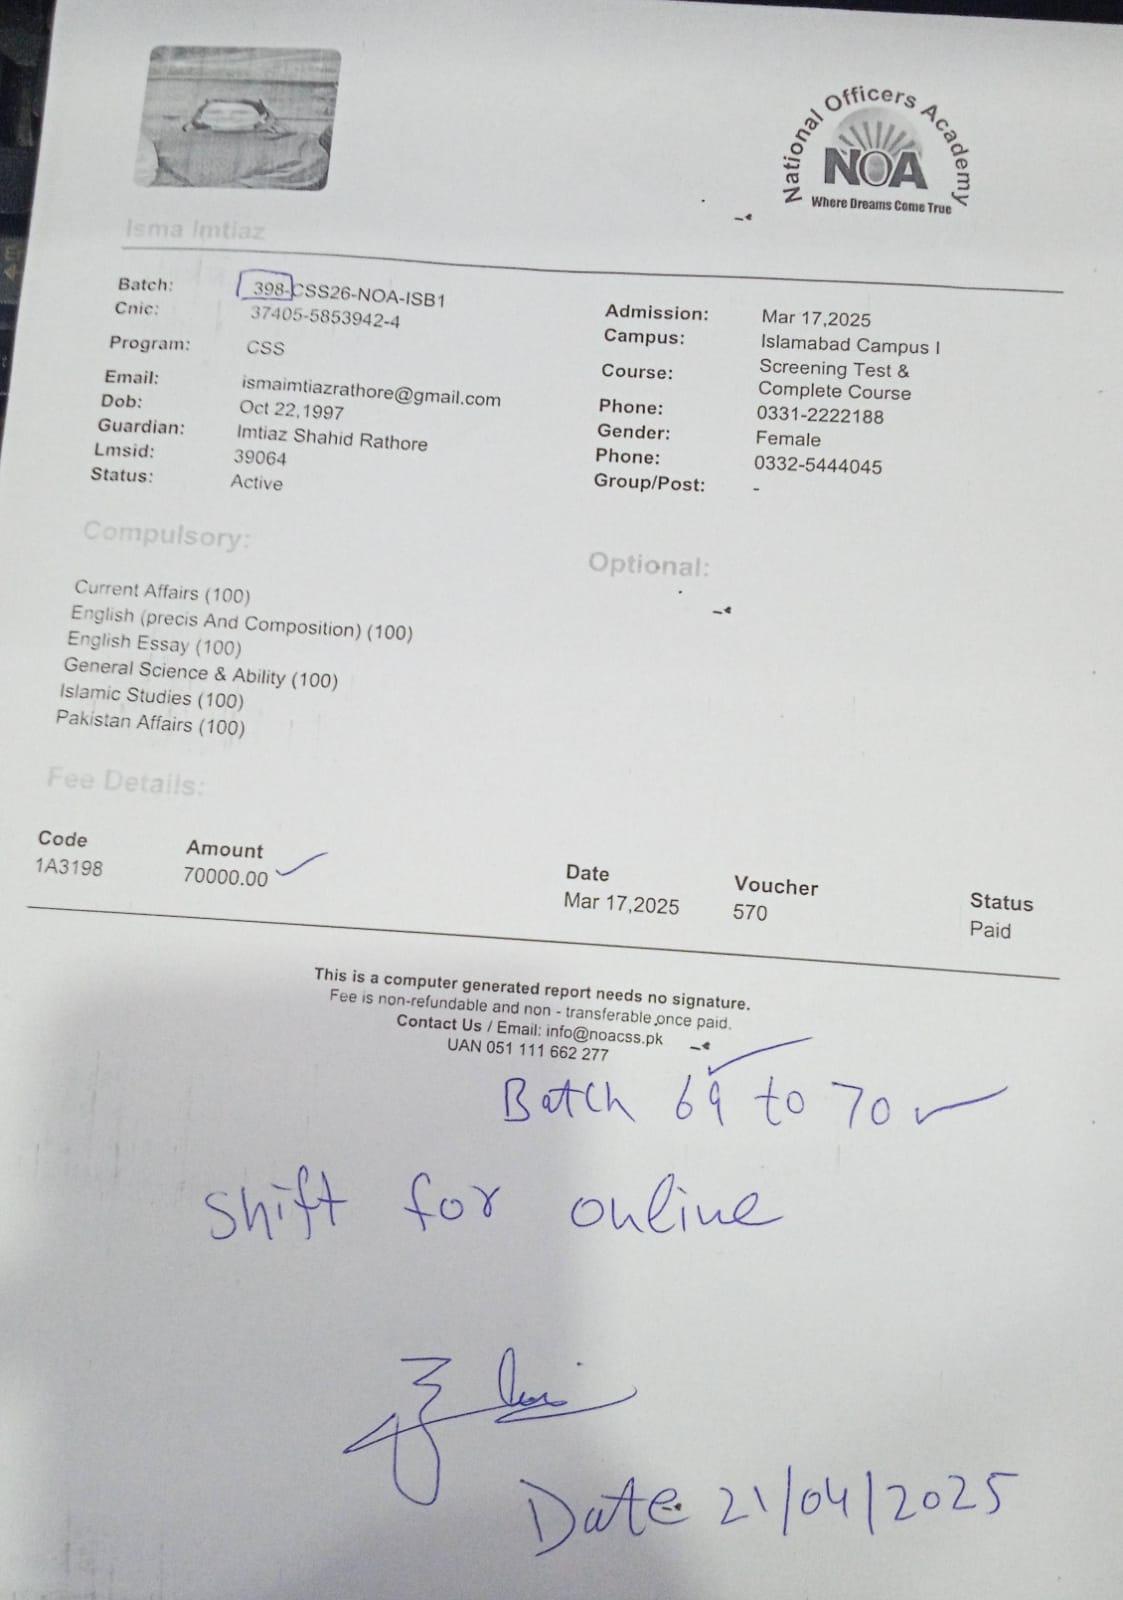 National Officers Academy
NOA
Where Dreams Come True
Isma Imtiaz
Batch: 398-CSS26-NOA-ISB1
Cnic: 37405-5853942-4
Program: CSS
Email: ismaimtiazrathore@gmail.com
Dob: Oct 22,1997
Guardian: Imtiaz Shahid Rathore
Lmsid: 39064
Status: Active
Admission: Mar 17,2025
Campus: Islamabad Campus I
Course: Screening Test &
Complete Course
Phone: 0331-2222188
Gender: Female
Phone: 0332-5444045
Group/Post: -
Compulsory:
Current Affairs (100)
English (precis And Composition) (100)
English Essay (100)
General Science & Ability (100)
Islamic Studies (100)
Pakistan Affairs (100)
Optional:
Fee Details:
Code Amount Date Voucher Status
1A3198 70000.00 Mar 17,2025 570 Paid
This is a computer generated report needs no signature.
Fee is non-refundable and non - transferable once paid.
Contact Us / Email: info@noacss.pk
UAN 051 111 662 277
Batch 69 to 70
shift for online
Date 21/04/2025